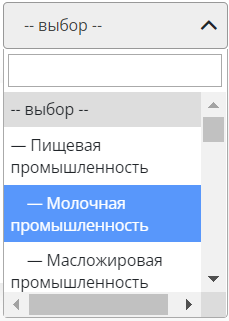 -- выбор --
-- выбор --
— Пищевая
промышленность
— Молочная
промышленность
— Масложировая
промышленность